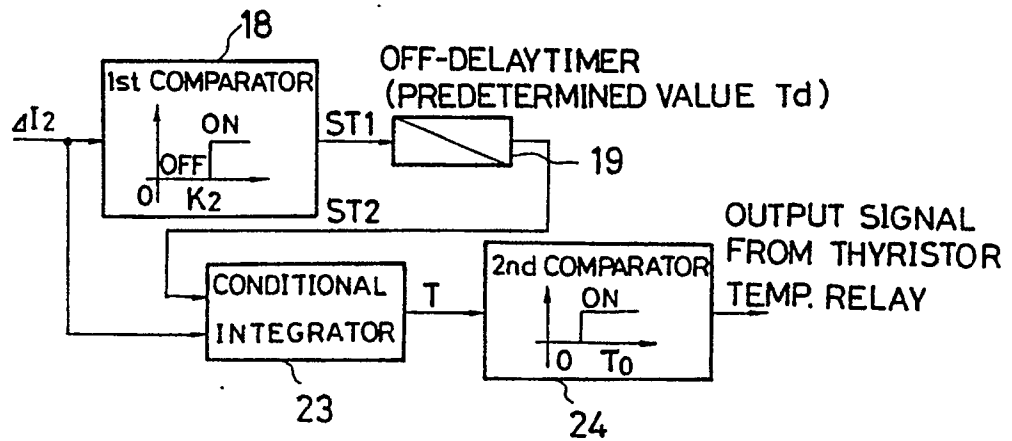 18
1st COMPARATOR
ΔI2
ON
OFF
0
K2
ST1
OFF-DELAYTIMER
(PREDETERMINED VALUE Td)
19
ST2
CONDITIONAL
INTEGRATOR
23
T
2nd COMPARATOR
ON
0
T0
24
OUTPUT SIGNAL
FROM THYRISTOR
TEMP. RELAY